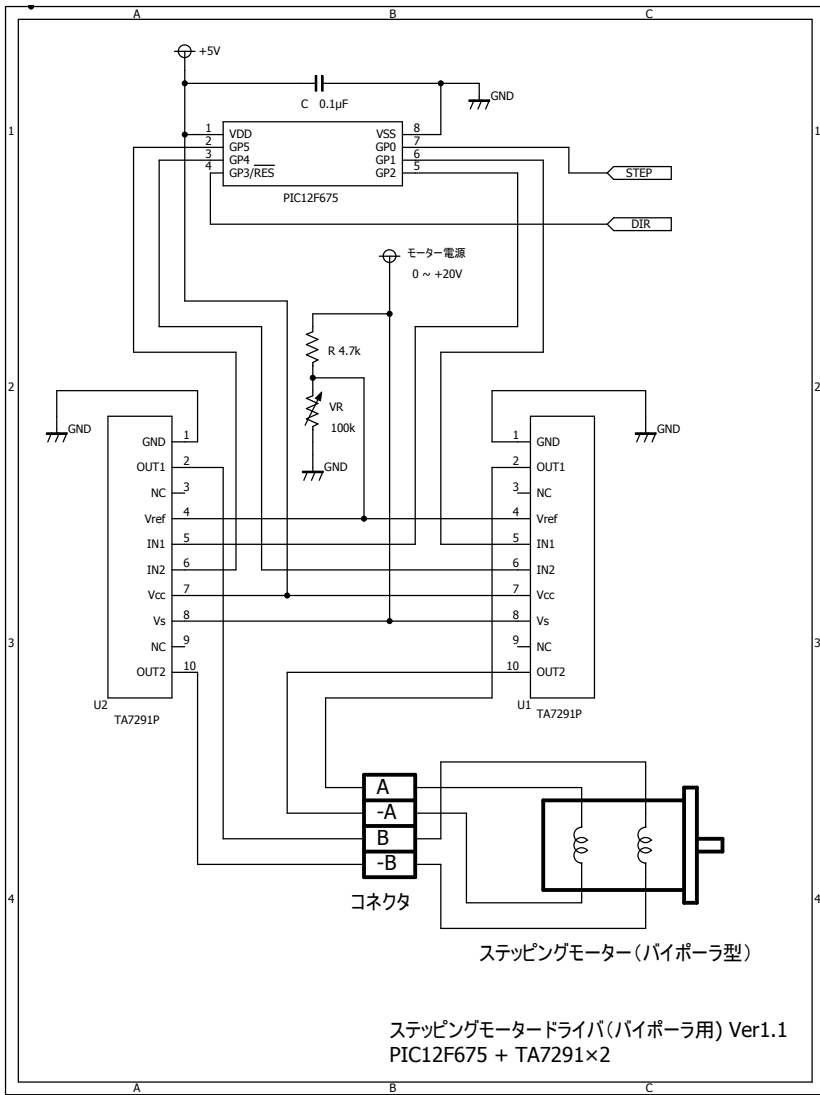 A B C
+5V
C 0.1μF
GND
1 1
1 VDD VSS 8
2 GP5 GP0 7
3 GP4 GP1 6
4 GP3/RES GP2 5
PIC12F675
STEP
DIR
モーター電源
0 ~ +20V
R 4.7k
2 2
VR
100k
GND
GND
GND
GND 1
OUT1 2
NC 3
Vref 4
IN1 5
IN2 6
Vcc 7
Vs 8
NC 9
OUT2 10
U2
TA7291P
1 GND
2 OUT1
3 NC
4 Vref
5 IN1
6 IN2
7 Vcc
8 Vs
9 NC
10 OUT2
U1
TA7291P
3 3
A
-A
B
-B
コネクタ
4 4
ステッピングモーター(バイポーラ型)
ステッピングモータードライバ(バイポーラ用) Ver1.1
PIC12F675 + TA7291×2
A B C